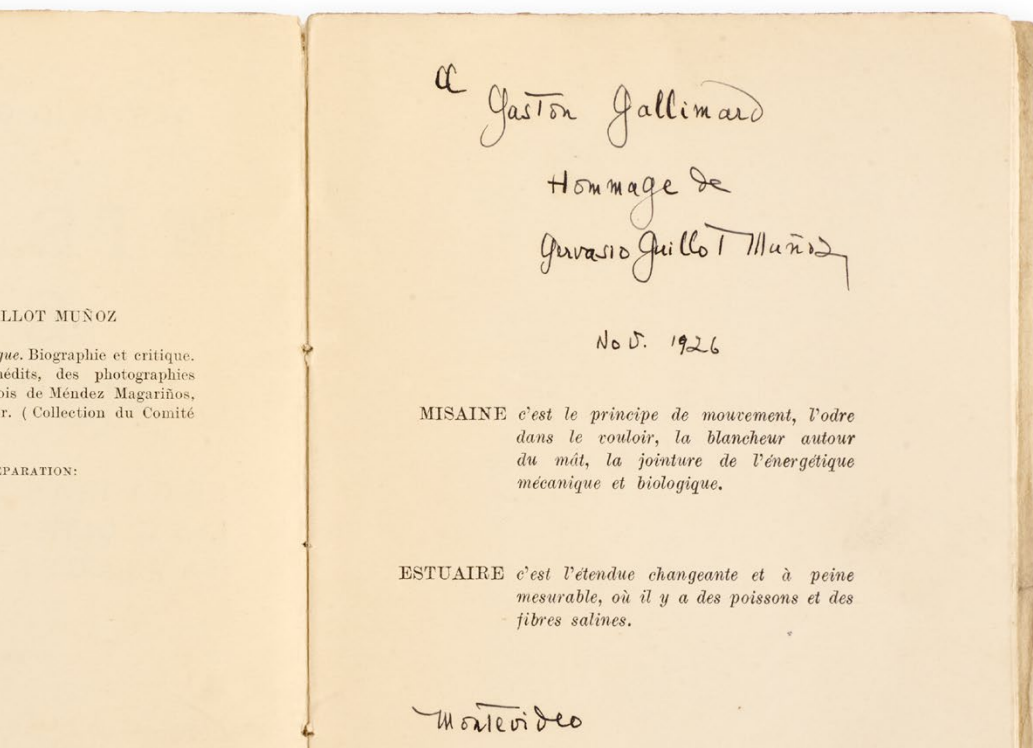 LLOT MUÑOZ
que. Biographie et critique.
nédits, des photographies
ois de Méndez Magariños,
r. ( Collection du Comité
ÉPARATION:
A
Gaston Gallimard
Hommage de
Gervasio Guillot Muñoz
Nov. 1926
MISAINE c'est le principe de mouvement, l'odre
dans le vouloir, la blancheur autour
du mât, la jointure de l'énergétique
mécanique et biologique.
ESTUAIRE c'est l'étendue changeante et à peine
mesurable, où il y a des poissons et des
fibres salines.
Montevideo